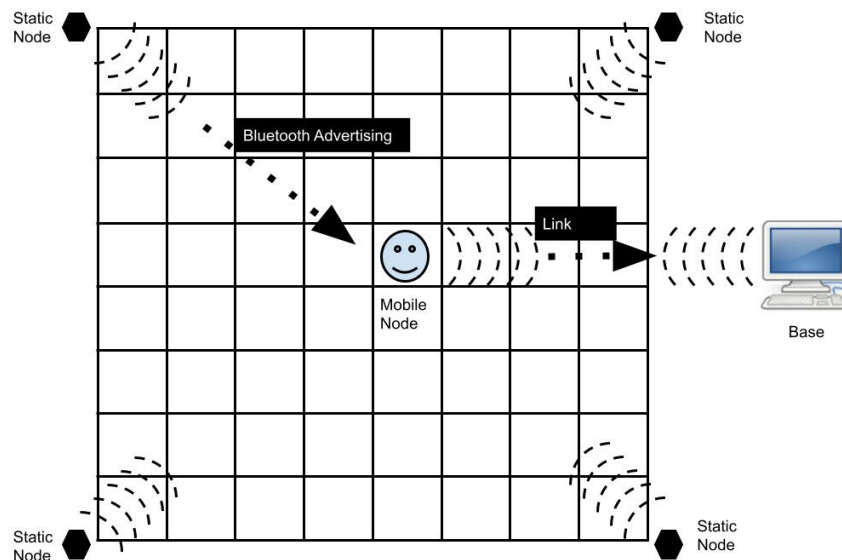 Static
Node
Static
Node
Bluetooth Advertising
Link
Mobile
Node
Base
Static
Node
Static
Node